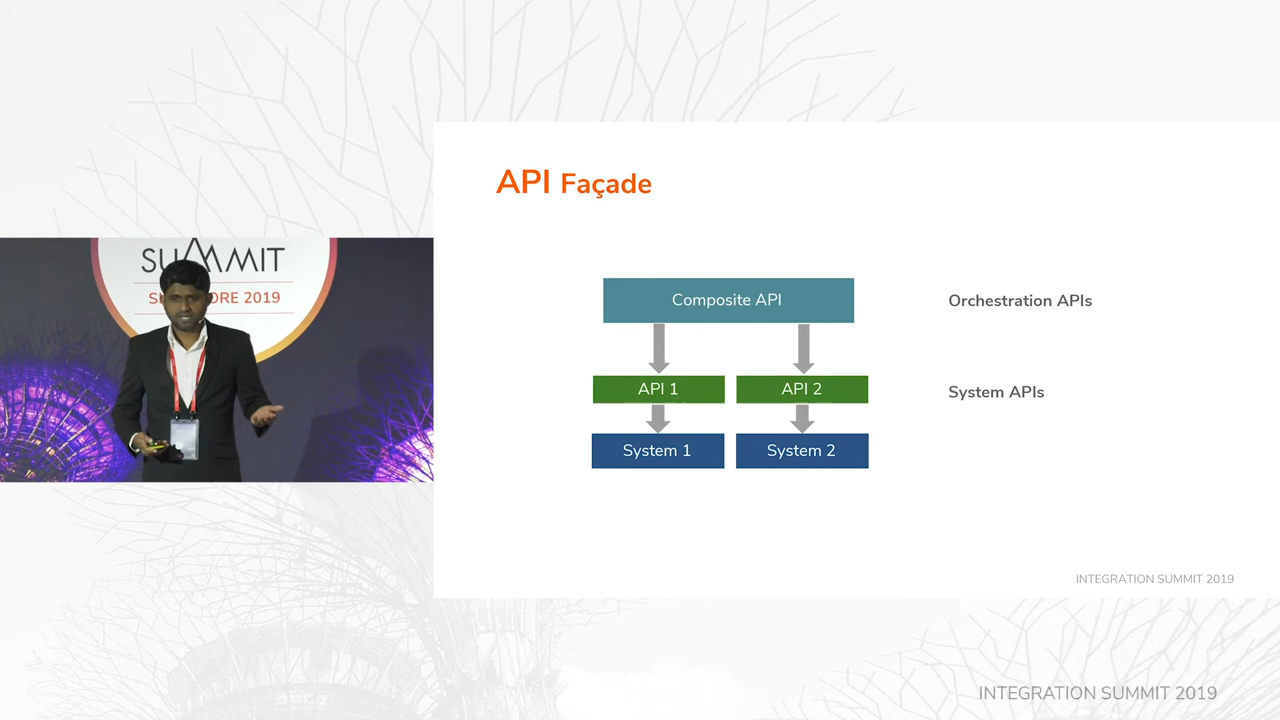 SUMMIT
ORE 2019
API Façade
Composite API
Orchestration APIs
API 1
API 2
System APIs
System 1
System 2
INTEGRATION SUMMIT 2019
INTEGRATION SUMMIT 2019